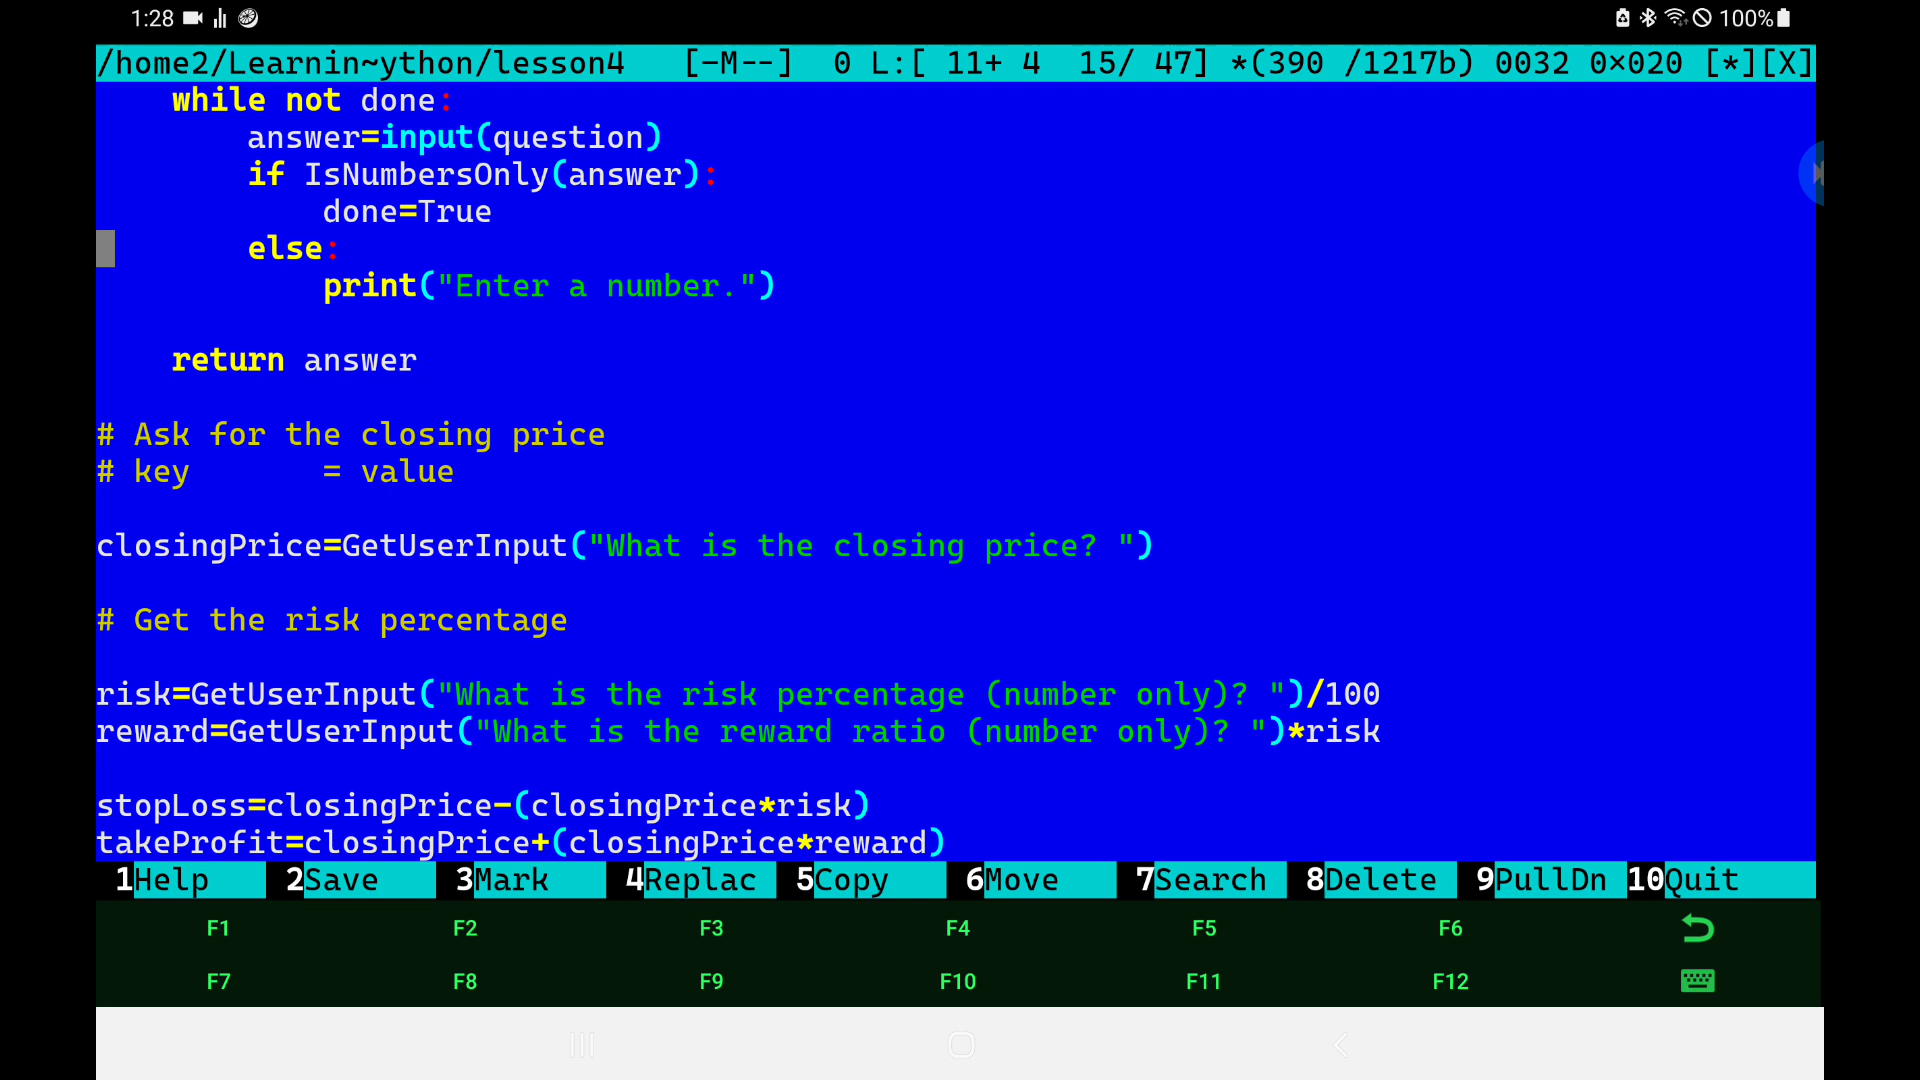 1:28 100%
/home2/Learnin~ython/lesson4 [-M--] 0 L:[ 11+ 4 15/ 47] *(390 /1217b) 0032 0×020 [*][X]
while not done:
answer=input(question)
if IsNumbersOnly(answer):
done=True
else:
print("Enter a number.")
return answer
# Ask for the closing price
# key = value
closingPrice=GetUserInput("What is the closing price? ")
# Get the risk percentage
risk=GetUserInput("What is the risk percentage (number only)? ")/100
reward=GetUserInput("What is the reward ratio (number only)? ")*risk
stopLoss=closingPrice-(closingPrice*risk)
takeProfit=closingPrice+(closingPrice*reward)
1Help 2Save 3Mark 4Replac 5Copy 6Move 7Search 8Delete 9PullDn 10Quit
F1 F2 F3 F4 F5 F6
F7 F8 F9 F10 F11 F12